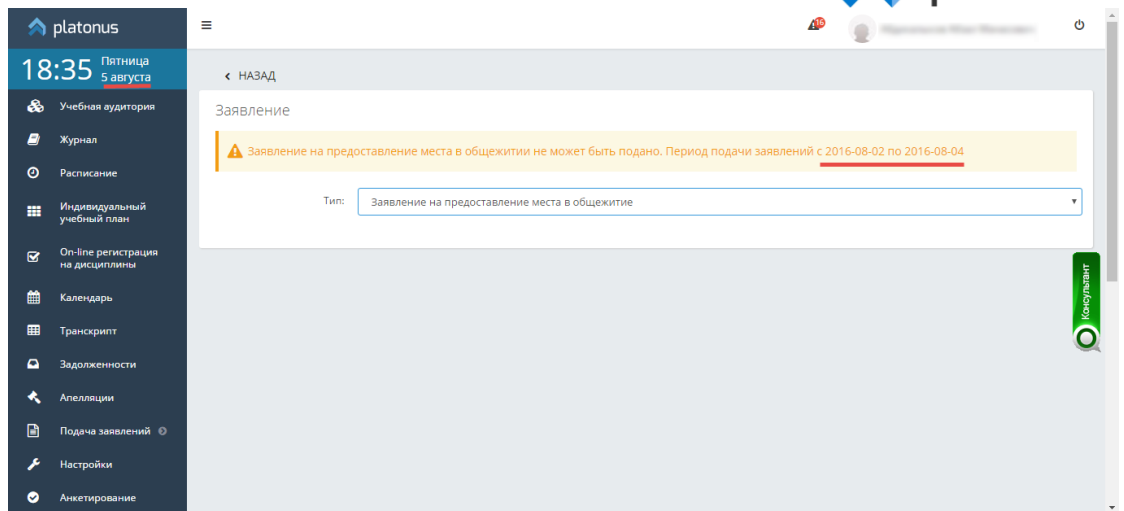 platonus
16
18:35 Пятница
5 августа
НАЗАД
Учебная аудитория
Журнал
Расписание
Индивидуальный
учебный план
On-line регистрация
на дисциплины
Календарь
Транскрипт
Задолженности
Апелляции
Подача заявлений
Настройки
Анкетирование
Заявление
Заявление на предоставление места в общежитии не может быть подано. Период подачи заявлений с 2016-08-02 по 2016-08-04
Тип: Заявление на предоставление места в общежитие
Консультант